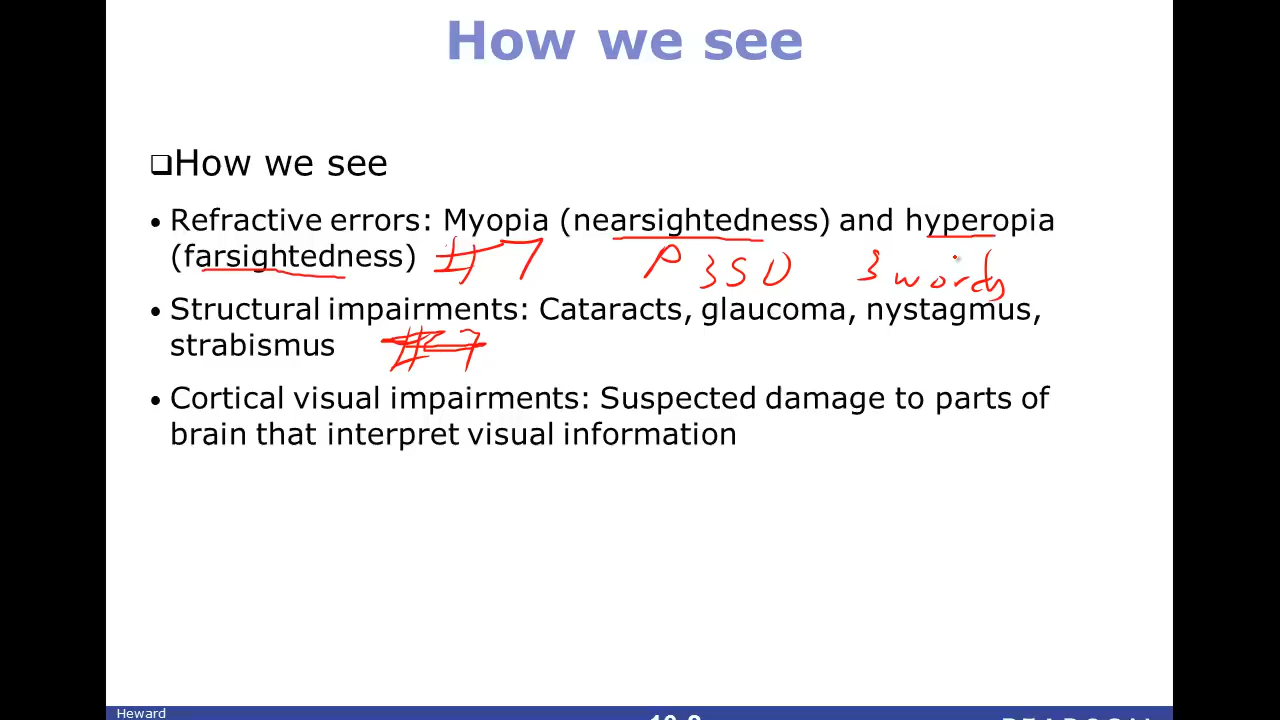 How we see
❑How we see
• Refractive errors: Myopia (nearsightedness) and hyperopia
(farsightedness) #7 P 350 3 words
• Structural impairments: Cataracts, glaucoma, nystagmus,
strabismus
• Cortical visual impairments: Suspected damage to parts of
brain that interpret visual information
Heward